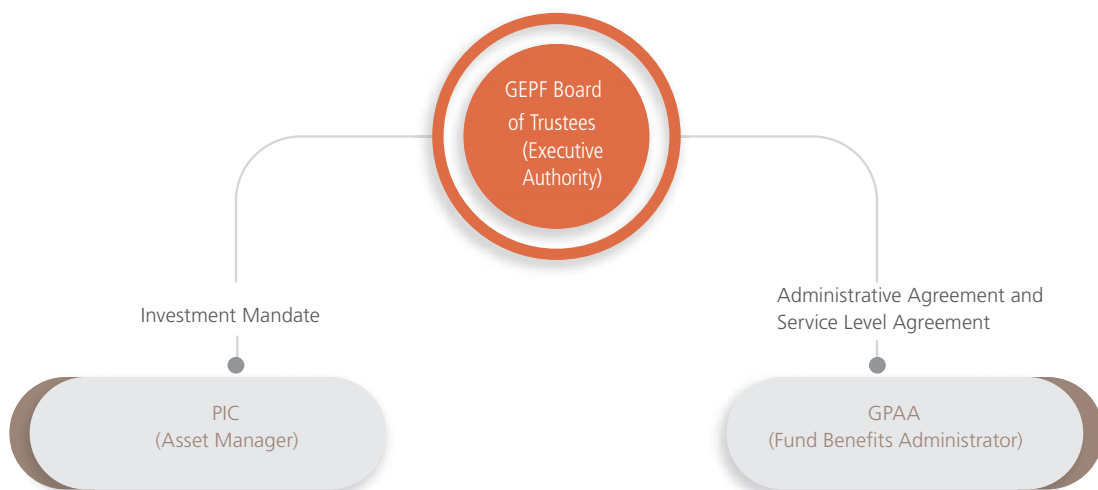 GEPF Board
of Trustees
(Executive
Authority)
Investment Mandate
Administrative Agreement and
Service Level Agreement
PIC
(Asset Manager)
GPAA
(Fund Benefits Administrator)